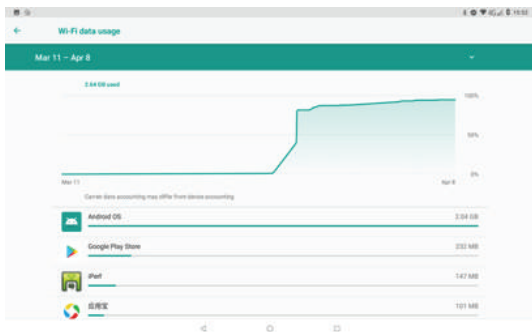 10:52
Wi-Fi data usage
Mar 11 – Apr 8
2.64 GB used
100%
50%
0%
Mar 11
Apr 8
Carrier data accounting may differ from device accounting
Android OS
2.04 GB
Google Play Store
232 MB
iPerf
147 MB
应用宝
101 MB